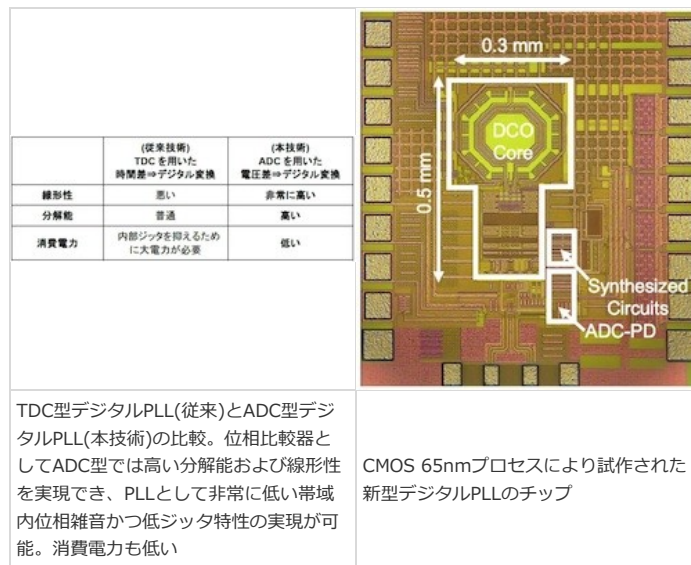 (従来技術)
TDC を用いた
時間差⇒デジタル変換
(本技術)
ADC を用いた
電圧差⇒デジタル変換
線形性
悪い
非常に高い
分解能
普通
高い
消費電力
内部ジッタを抑えるため
に大電力が必要
低い
0.3 mm
0.5 mm
DCO
Core
Synthesized
Circuits
ADC-PD
TDC型デジタルPLL(従来)とADC型デジ
タルPLL(本技術)の比較。位相比較器と
してADC型では高い分解能および線形性
を実現でき、PLLとして非常に低い帯域
内位相雑音かつ低ジッタ特性の実現が可
能。消費電力も低い
CMOS 65nmプロセスにより試作された
新型デジタルPLLのチップ